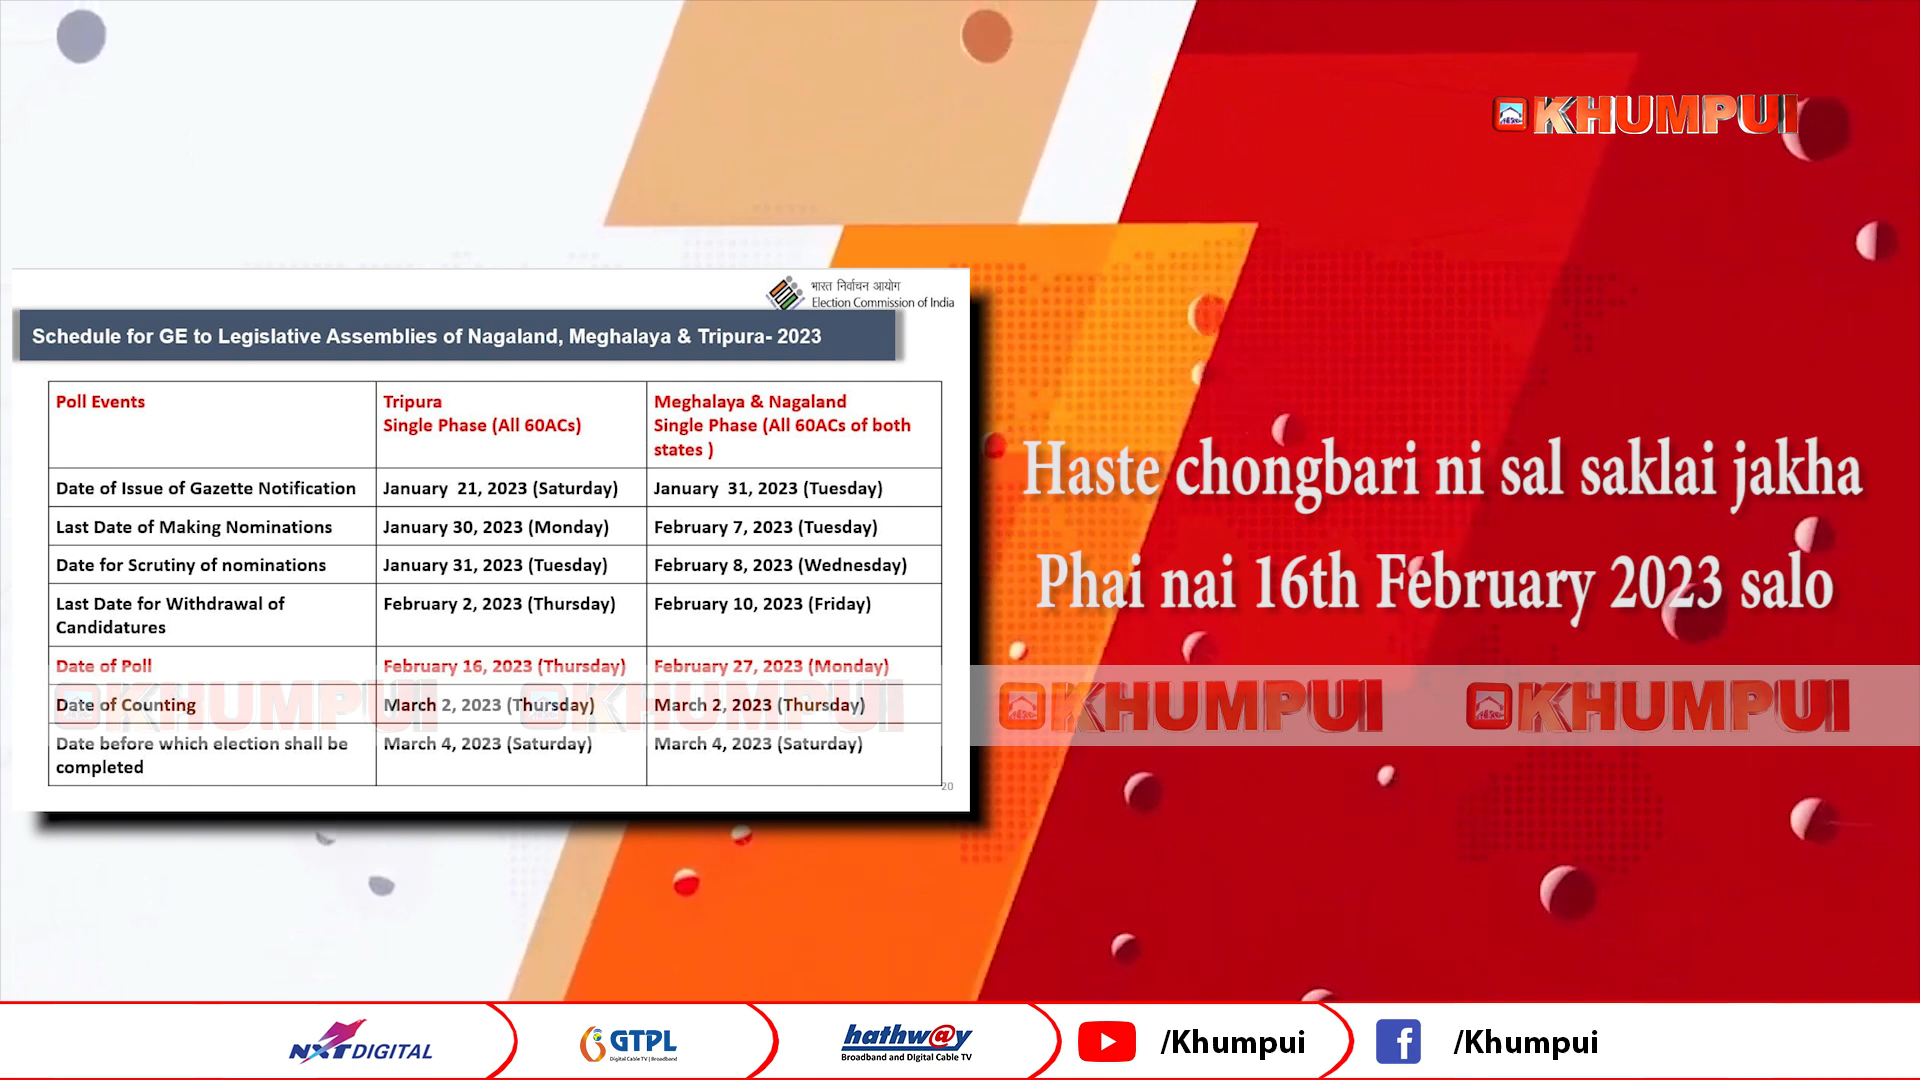 KHUMPUI
भारत निर्वाचन आयोग
Election Commission of India
Schedule for GE to Legislative Assemblies of Nagaland, Meghalaya & Tripura- 2023
Poll Events
Tripura
Single Phase (All 60ACs)
Meghalaya & Nagaland
Single Phase (All 60ACs of both
states )
Date of Issue of Gazette Notification
January 21, 2023 (Saturday)
January 31, 2023 (Tuesday)
Last Date of Making Nominations
January 30, 2023 (Monday)
February 7, 2023 (Tuesday)
Date for Scrutiny of nominations
January 31, 2023 (Tuesday)
February 8, 2023 (Wednesday)
Last Date for Withdrawal of
Candidatures
February 2, 2023 (Thursday)
February 10, 2023 (Friday)
Date of Poll
February 16, 2023 (Thursday)
February 27, 2023 (Monday)
Date of Counting
March 2, 2023 (Thursday)
March 2, 2023 (Thursday)
Date before which election shall be
completed
March 4, 2023 (Saturday)
March 4, 2023 (Saturday)
20
Haste chongbari ni sal saklai jakha
Phai nai 16th February 2023 salo
KHUMPUI
KHUMPUI
KHUMPUI
KHUMPUI
NXTDIGITAL
GTPL
Digital Cable TV | Broadband
hathw@y
Broadband and Digital Cable TV
/Khumpui
/Khumpui